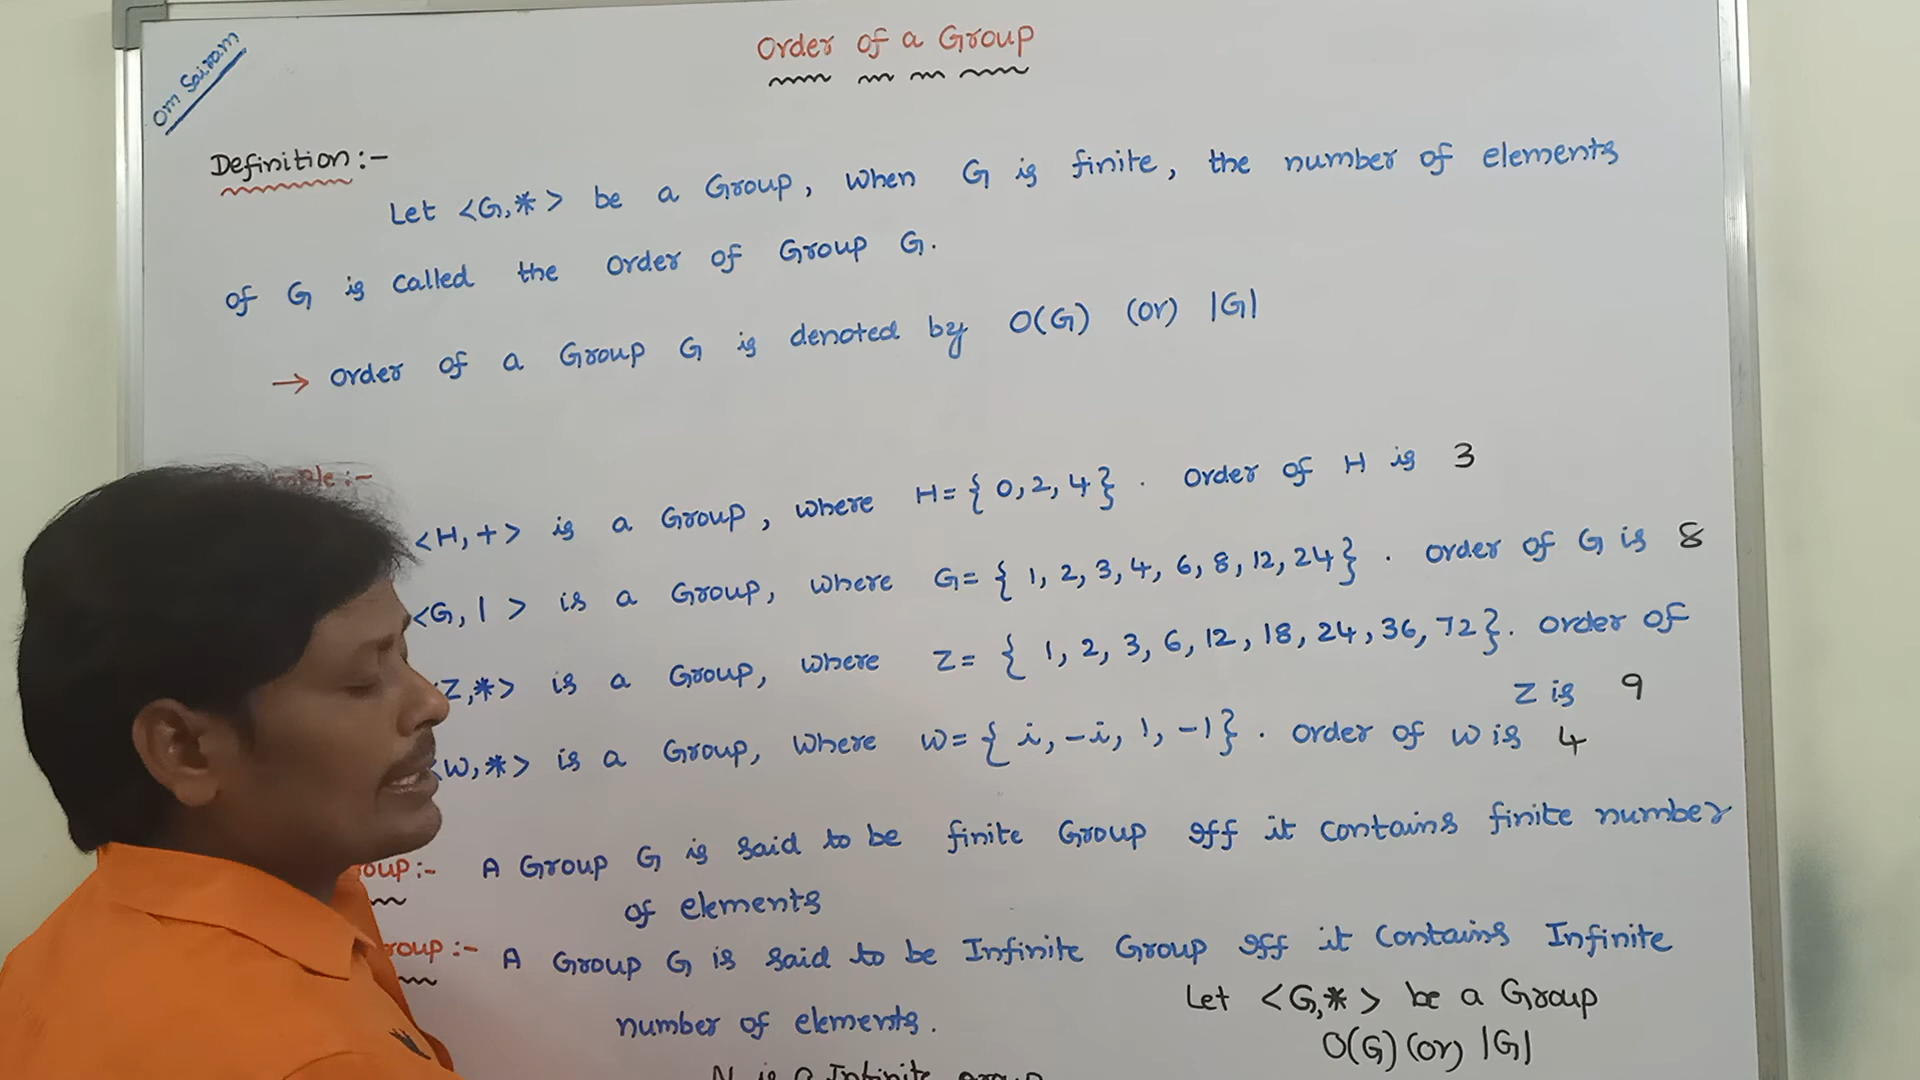 Om Sairam
Order of a Group
Definition:-
Let <G,*> be a Group, when G is finite, the number of elements
of G is called the order of Group G.
→ order of a Group G is denoted by O(G) (or) |G|
mple:-
<H,+> is a Group, where H={0,2,4}. Order of H is 3
<G,|> is a Group, where G={1,2,3,4,6,8,12,24}. Order of G is 8
Z,*> is a Group, where Z={1,2,3,6,12,18,24,36,72}. Order of
Z is 9
<W,*> is a Group, where W={i,-i,1,-1}. Order of W is 4
oup:- A Group G is said to be finite Group iff it contains finite number
of elements
roup:- A Group G is said to be Infinite Group iff it contains Infinite
number of elements.
Let <G,*> be a Group
O(G) (or) |G|
N is a Infinite group